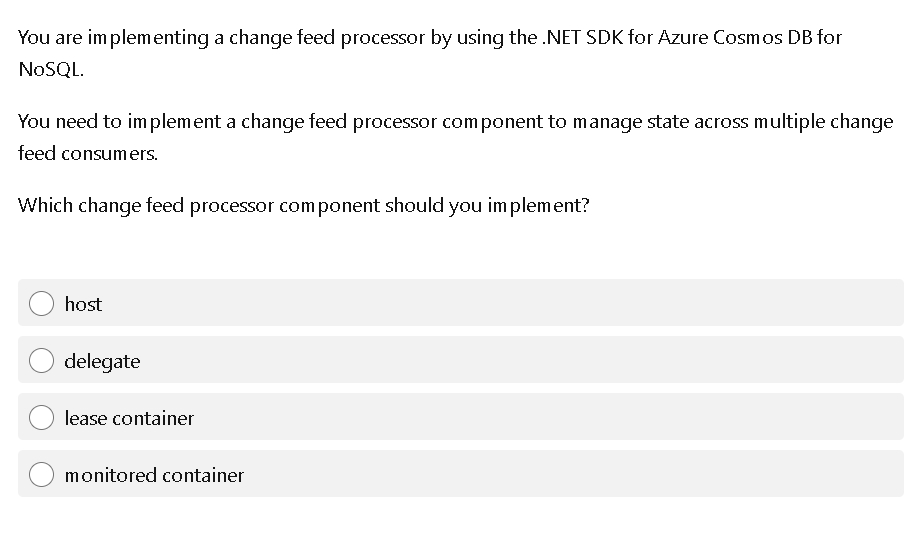 You are implementing a change feed processor by using the .NET SDK for Azure Cosmos DB for
NoSQL.
You need to implement a change feed processor component to manage state across multiple change
feed consumers.
Which change feed processor component should you implement?
host
delegate
lease container
monitored container